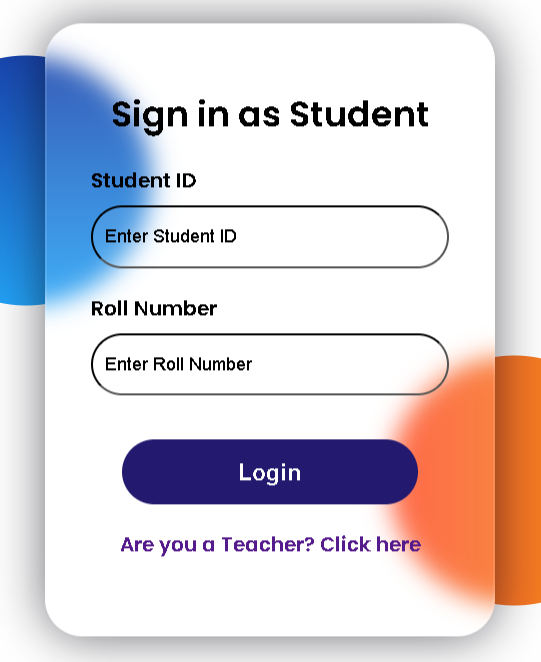 Sign in as Student
Student ID
Enter Student ID
Roll Number
Enter Roll Number
Login
Are you a Teacher? Click here